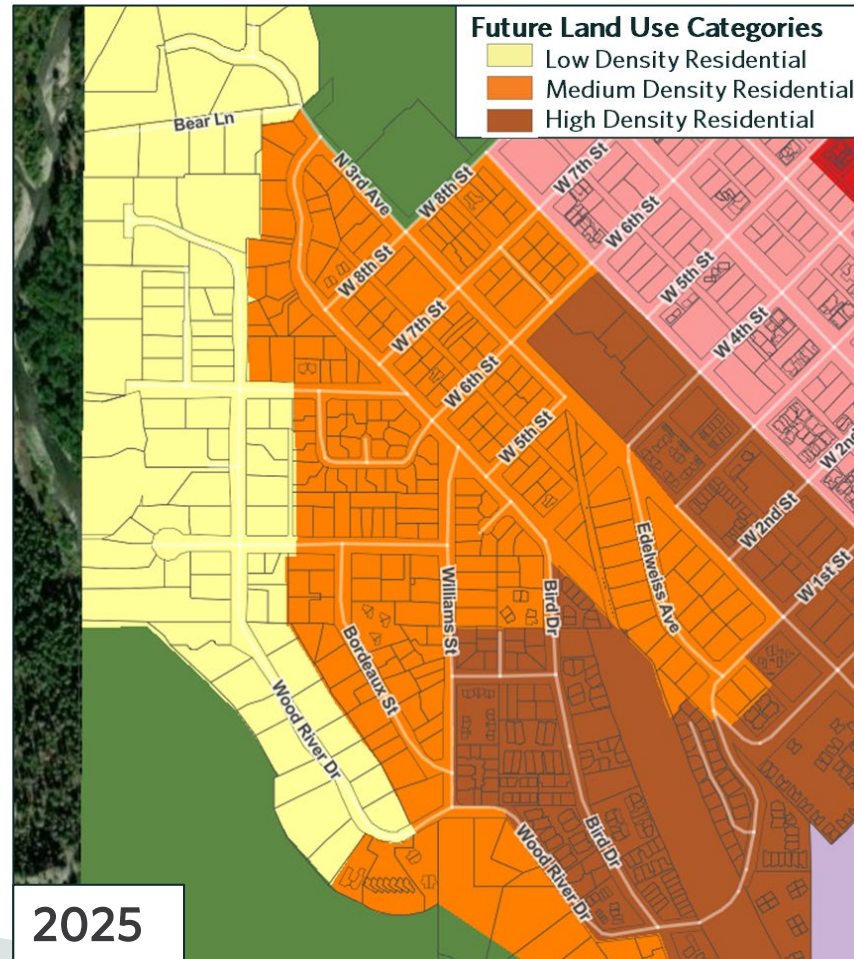 Future Land Use Categories
Low Density Residential
Medium Density Residential
High Density Residential
Bear Ln
N 3rd Ave
W 8th St
W 7th St
W 6th St
W 5th St
W 4th St
W 8th St
W 7th St
W 6th St
W 5th St
W 2nd
W 2nd St
W 1st St
Edelweiss Ave
Williams St
Bird Dr
Bordeaux St
Wood River Dr
Bird Dr
Wood River Dr
2025